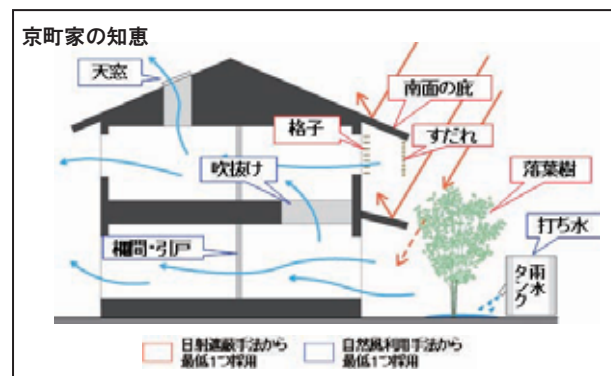 京町家の知恵
天窓
南面の庇
格子
すだれ
吹抜け
落葉樹
打ち水
欄間・引戸
雨水
タンク
日射遮蔽手法から
最低1つ採用
自然風利用手法から
最低1つ採用